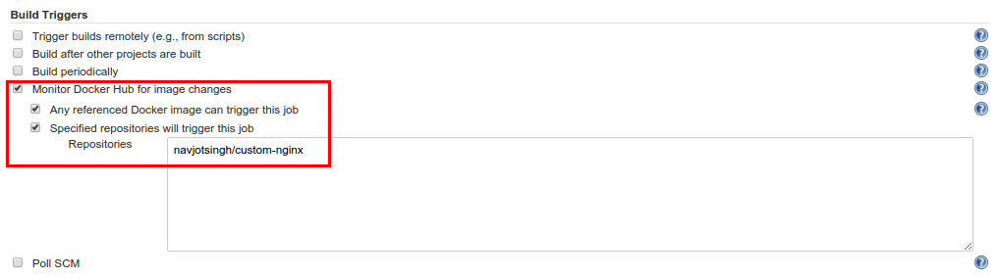 Build Triggers
Trigger builds remotely (e.g., from scripts)
Build after other projects are built
Build periodically
Monitor Docker Hub for image changes
Any referenced Docker image can trigger this job
Specified repositories will trigger this job
Repositories
navjotsingh/custom-nginx
Poll SCM